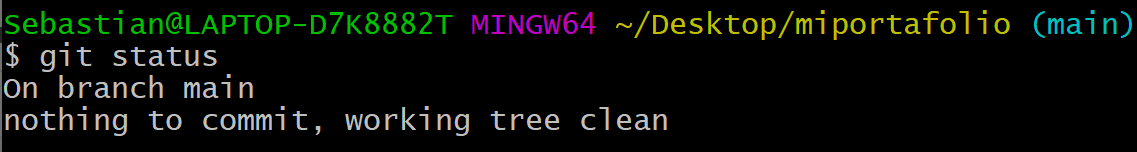 Sebastian@LAPTOP-D7K8882T MINGW64 ~/Desktop/miportafolio (main)
$ git status
On branch main
nothing to commit, working tree clean